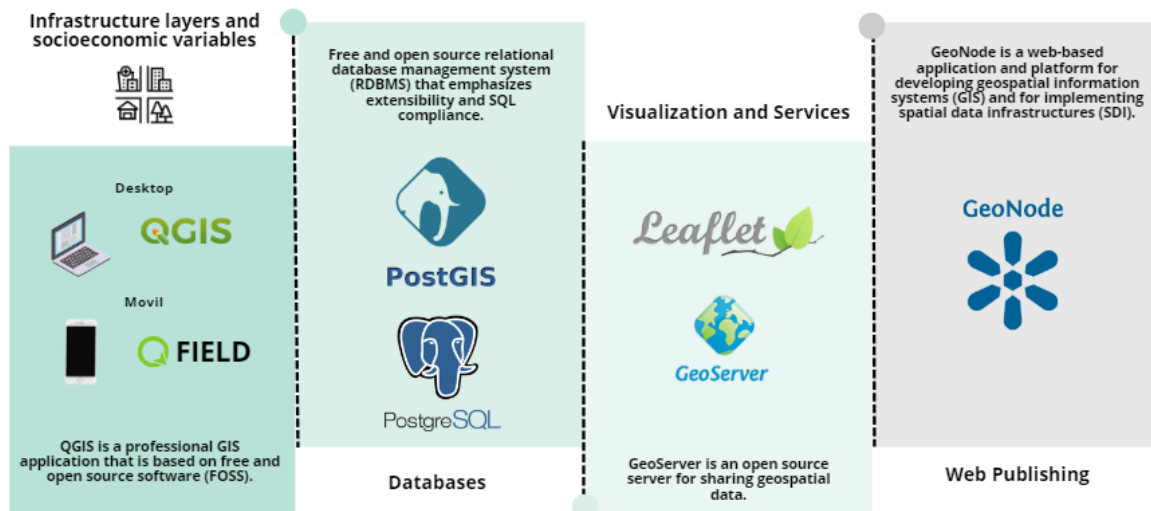 Infrastructure layers and
socioeconomic variables
Desktop
QGIS
Movil
QFIELD
QGIS is a professional GIS
application that is based on free and
open source software (FOSS).
Free and open source relational
database management system
(RDBMS) that emphasizes
extensibility and SQL
compliance.
PostGIS
PostgreSQL
Databases
Visualization and Services
Leaflet
GeoServer
GeoServer is an open source
server for sharing geospatial
data.
GeoNode is a web-based
application and platform for
developing geospatial information
systems (GIS) and for implementing
spatial data infrastructures (SDI).
GeoNode
Web Publishing